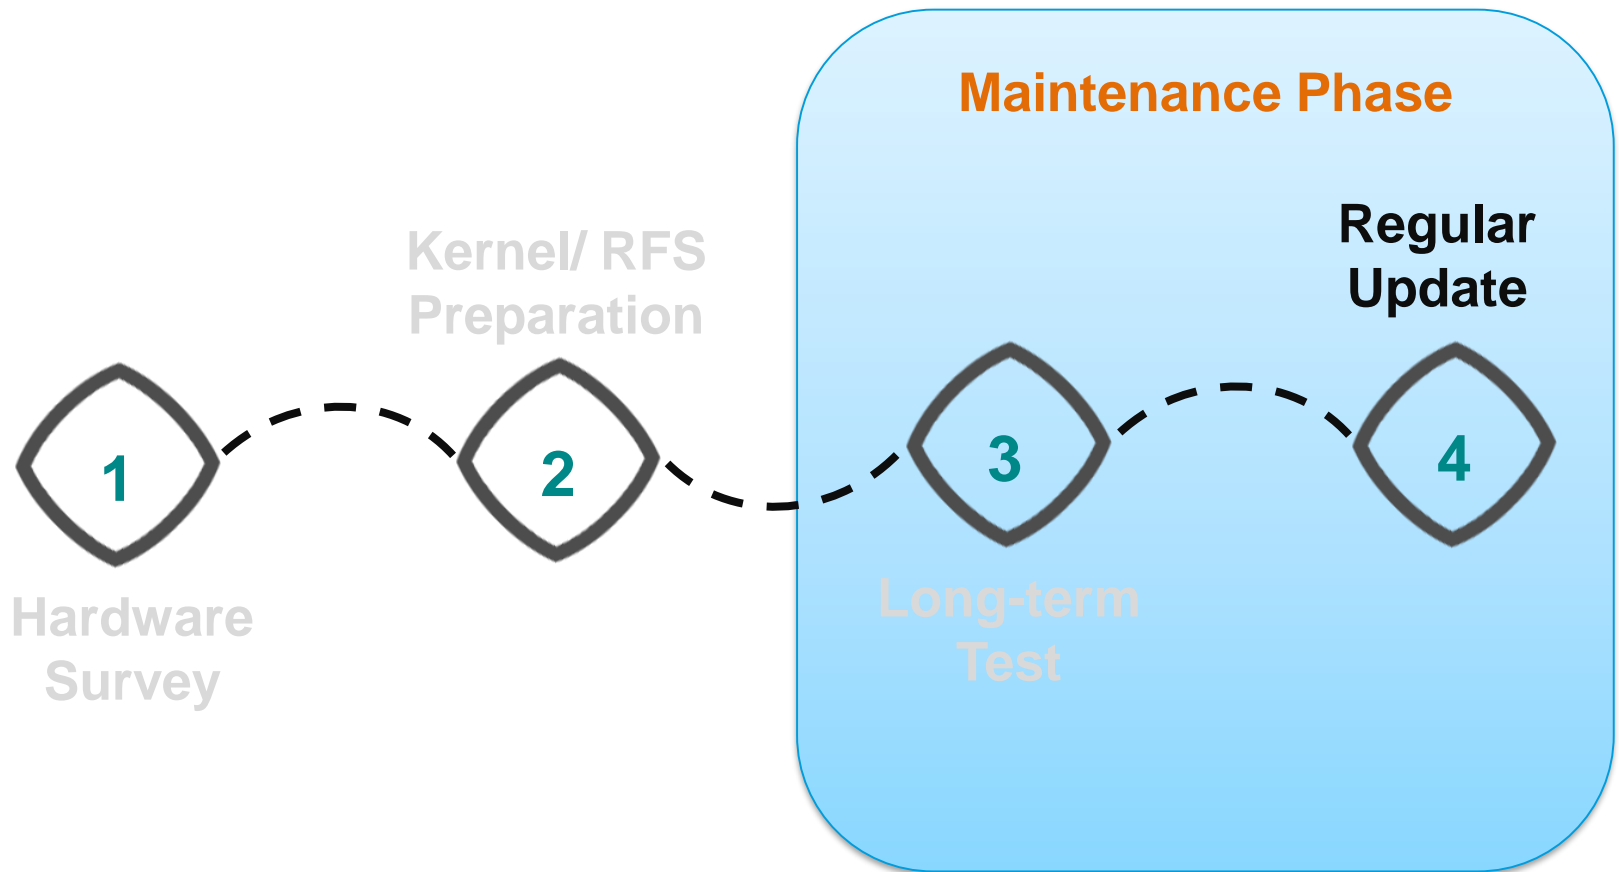 Maintenance Phase
Kernel/ RFS
Preparation
Regular
Update
1
2
3
4
Hardware
Survey
Long-term
Test